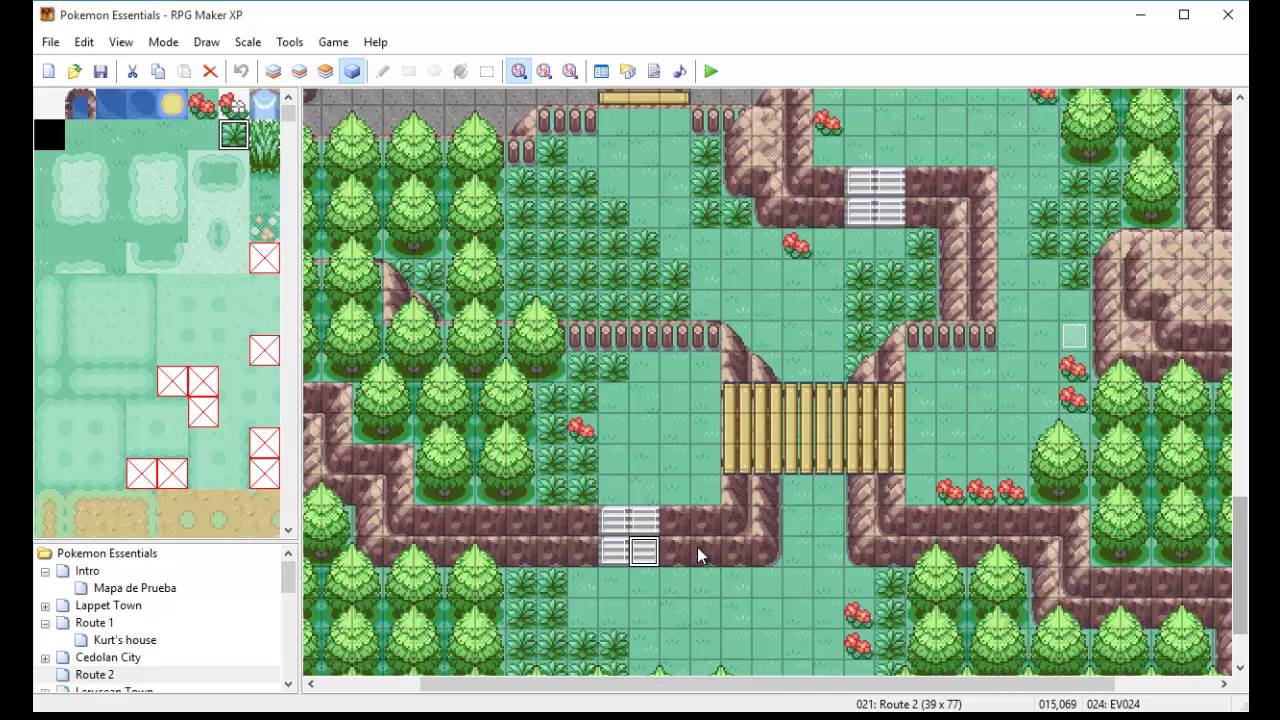 Pokemon Essentials - RPG Maker XP
File Edit View Mode Draw Scale Tools Game Help
Pokemon Essentials
Intro
Mapa de Prueba
Lappet Town
Route 1
Kurt's house
Cedolan City
Route 2
Lerucean Town
021: Route 2 (39 x 77) 015,069 024: EV024